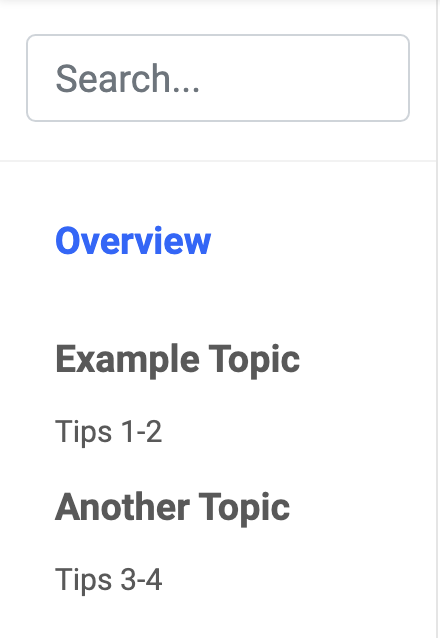 Search...
Overview
Example Topic
Tips 1-2
Another Topic
Tips 3-4